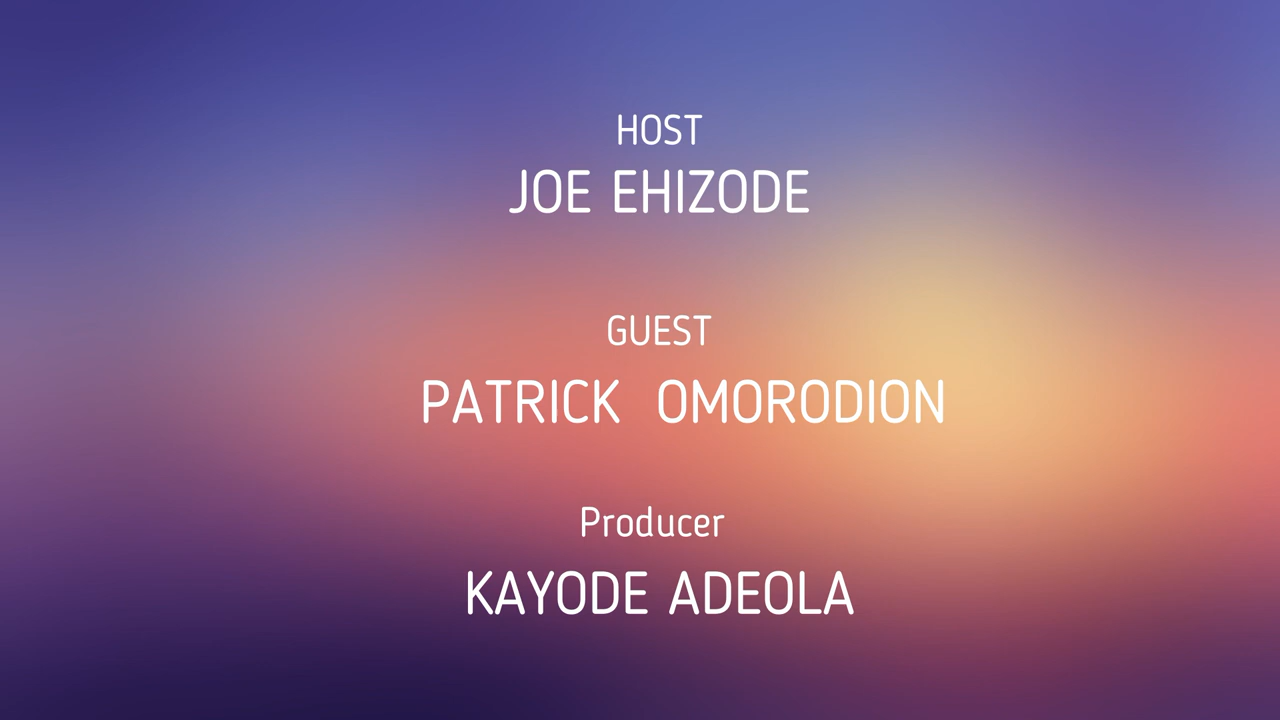 HOST
JOE EHIZODE
GUEST
PATRICK OMORODION
Producer
KAYODE ADEOLA